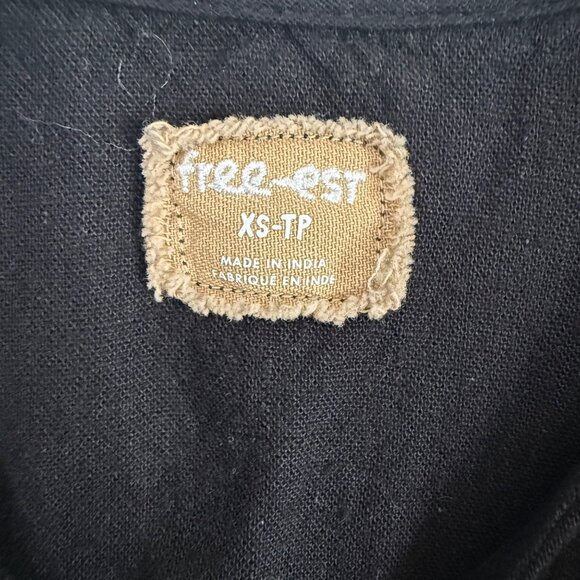 free-est
XS-TP
MADE IN INDIA
FABRIQUE EN INDE